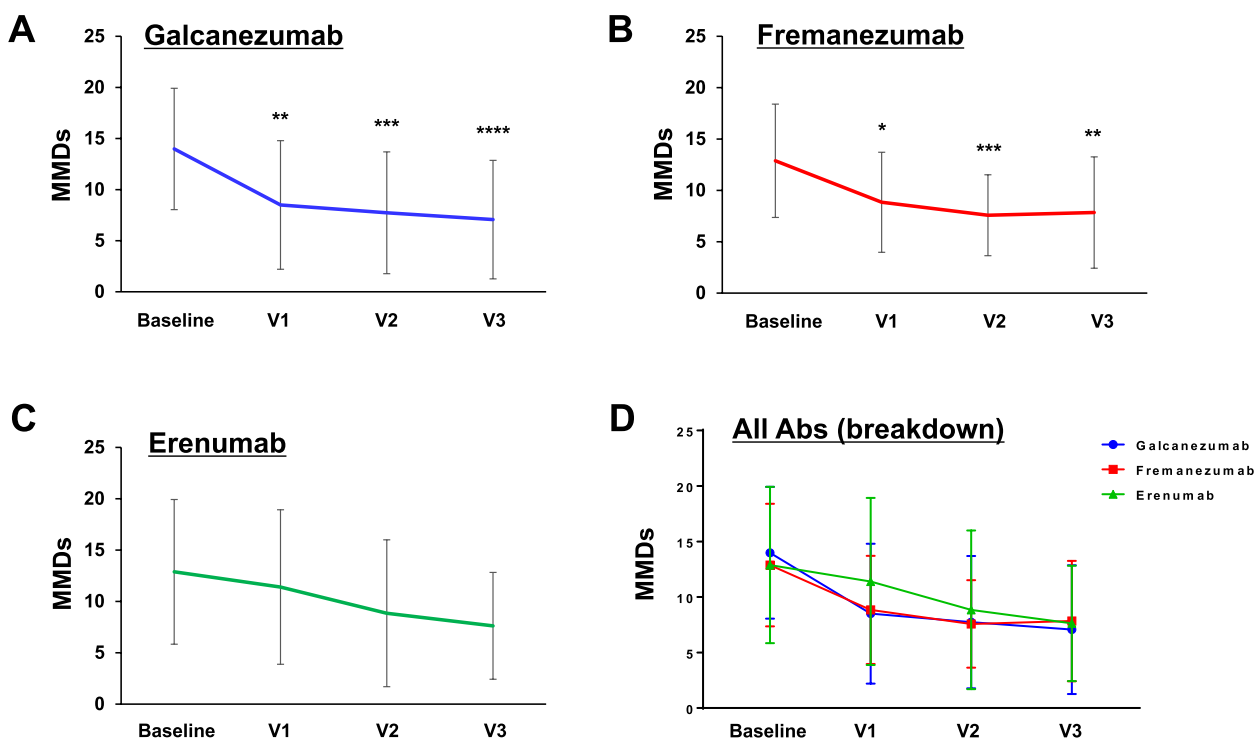 A
Galcanezumab
MMDs
25
20
15
10
5
0
** *** ****
Baseline V1 V2 V3
B
Fremanezumab
MMDs
25
20
15
10
5
0
* *** **
Baseline V1 V2 V3
C
Erenumab
MMDs
25
20
15
10
5
0
Baseline V1 V2 V3
D
All Abs (breakdown)
MMDs
25
20
15
10
5
0
Baseline V1 V2 V3
Galcanezumab
Fremanezumab
Erenumab